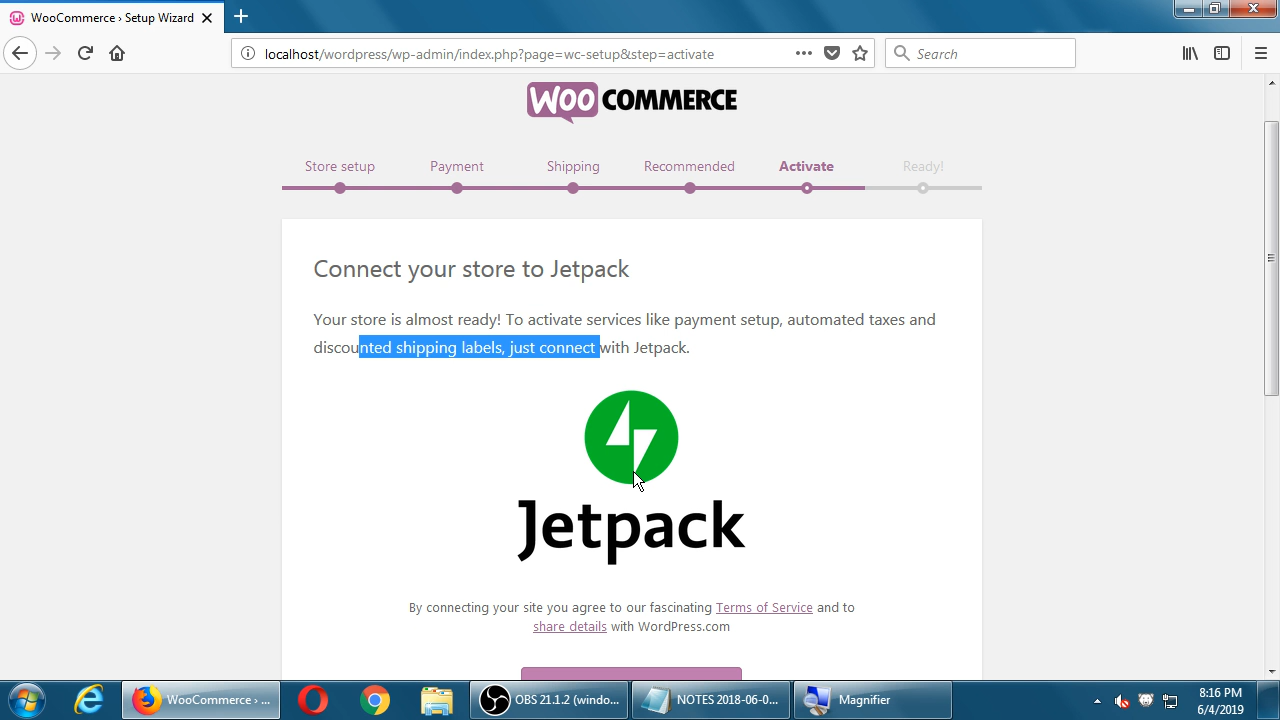 WooCommerce › Setup Wizard
localhost/wordpress/wp-admin/index.php?page=wc-setup&step=activate
Search
WOO COMMERCE
Store setup
Payment
Shipping
Recommended
Activate
Ready!
Connect your store to Jetpack
Your store is almost ready! To activate services like payment setup, automated taxes and
discounted shipping labels, just connect with Jetpack.
Jetpack
By connecting your site you agree to our fascinating Terms of Service and to
share details with WordPress.com
WooCommerce › ...
OBS 21.1.2 (windo...
NOTES 2018-06-0...
Magnifier
8:16 PM
6/4/2019